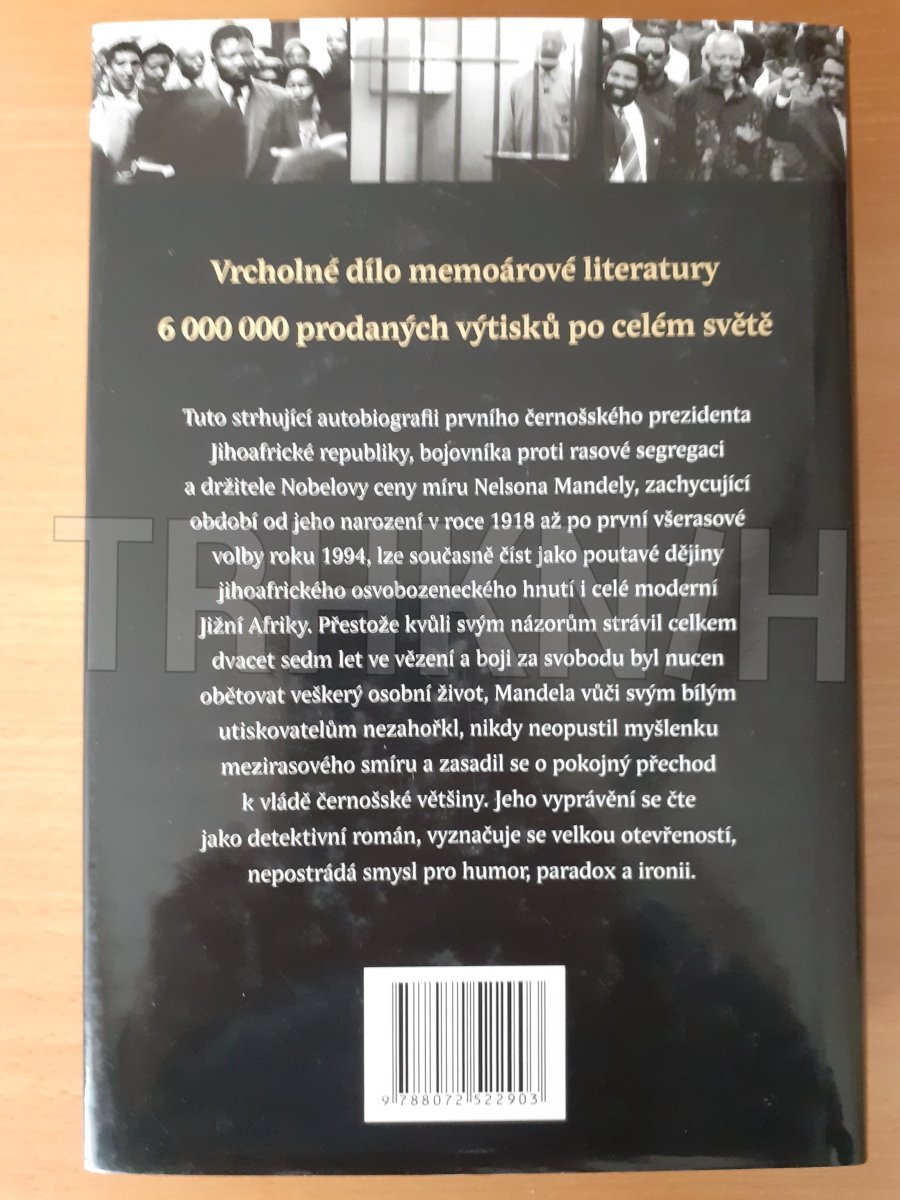 Vrcholné dílo memoárové literatury
6 000 000 prodaných výtisků po celém světě
Tuto strhující autobiografii prvního černošského prezidenta
Jihoafrické republiky, bojovníka proti rasové segregaci
a držitele Nobelovy ceny míru Nelsona Mandely, zachycující
období od jeho narození v roce 1918 až po první všerasové
volby roku 1994, lze současně číst jako poutavé dějiny
jihoafrického osvobozeneckého hnutí i celé moderní
Jižní Afriky. Přestože kvůli svým názorům strávil celkem
dvacet sedm let ve vězení a boji za svobodu byl nucen
obětovat veškerý osobní život, Mandela vůči svým bílým
utiskovatelům nezahořkl, nikdy neopustil myšlenku
mezirasového smíru a zasadil se o pokojný přechod
k vládě černošské většiny. Jeho vyprávění se čte
jako detektivní román, vyznačuje se velkou otevřeností,
nepostrádá smysl pro humor, paradox a ironii.
9 788072 522903
TRHKNIH